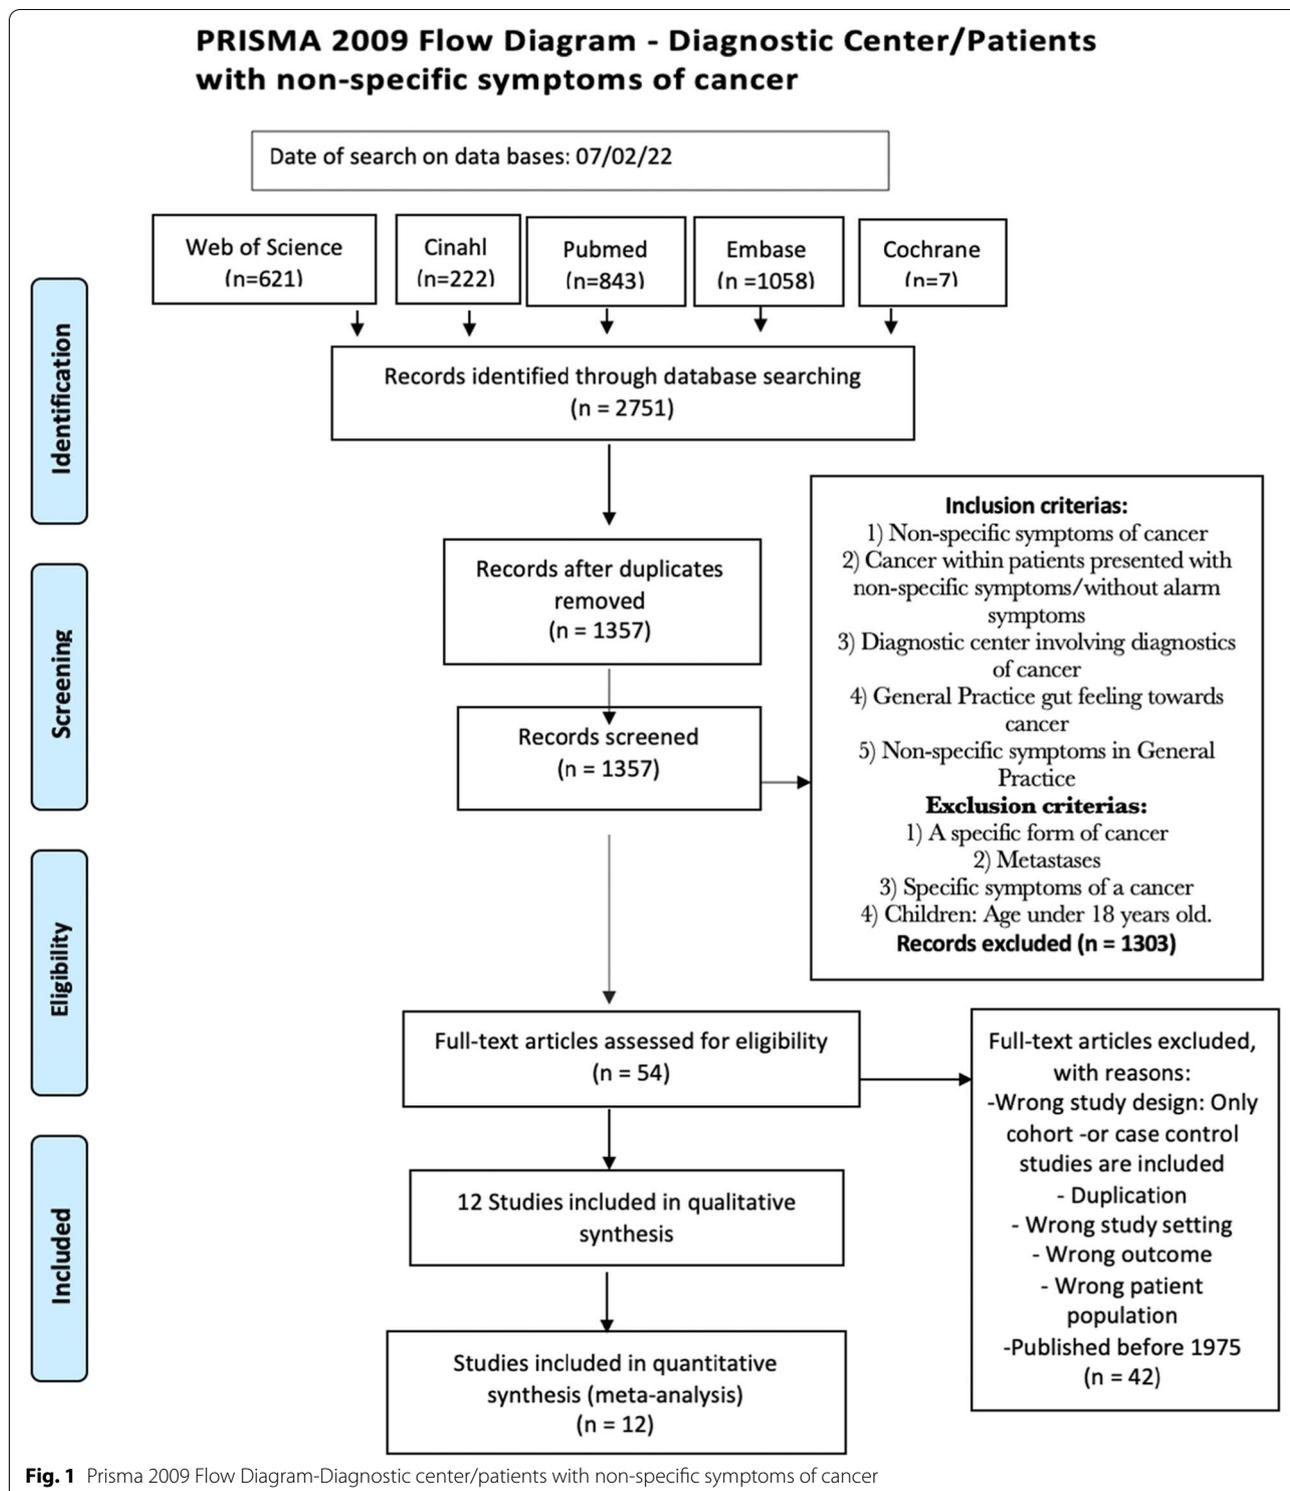 PRISMA 2009 Flow Diagram - Diagnostic Center/Patients
with non-specific symptoms of cancer
Date of search on data bases: 07/02/22
Web of Science
(n=621)
Cinahl
(n=222)
Pubmed
(n=843)
Embase
(n =1058)
Cochrane
(n=7)
Identification
Records identified through database searching
(n = 2751)
Screening
Records after duplicates
removed
(n = 1357)
Records screened
(n = 1357)
Inclusion criterias:
1) Non-specific symptoms of cancer
2) Cancer within patients presented with
non-specific symptoms/without alarm
symptoms
3) Diagnostic center involving diagnostics
of cancer
4) General Practice gut feeling towards
cancer
5) Non-specific symptoms in General
Practice
Exclusion criterias:
1) A specific form of cancer
2) Metastases
3) Specific symptoms of a cancer
4) Children: Age under 18 years old.
Records excluded (n = 1303)
Eligibility
Full-text articles assessed for eligibility
(n = 54)
Full-text articles excluded,
with reasons:
-Wrong study design: Only
cohort -or case control
studies are included
- Duplication
- Wrong study setting
- Wrong outcome
- Wrong patient
population
-Published before 1975
(n = 42)
Included
12 Studies included in qualitative
synthesis
Studies included in quantitative
synthesis (meta-analysis)
(n = 12)
Fig. 1 Prisma 2009 Flow Diagram-Diagnostic center/patients with non-specific symptoms of cancer